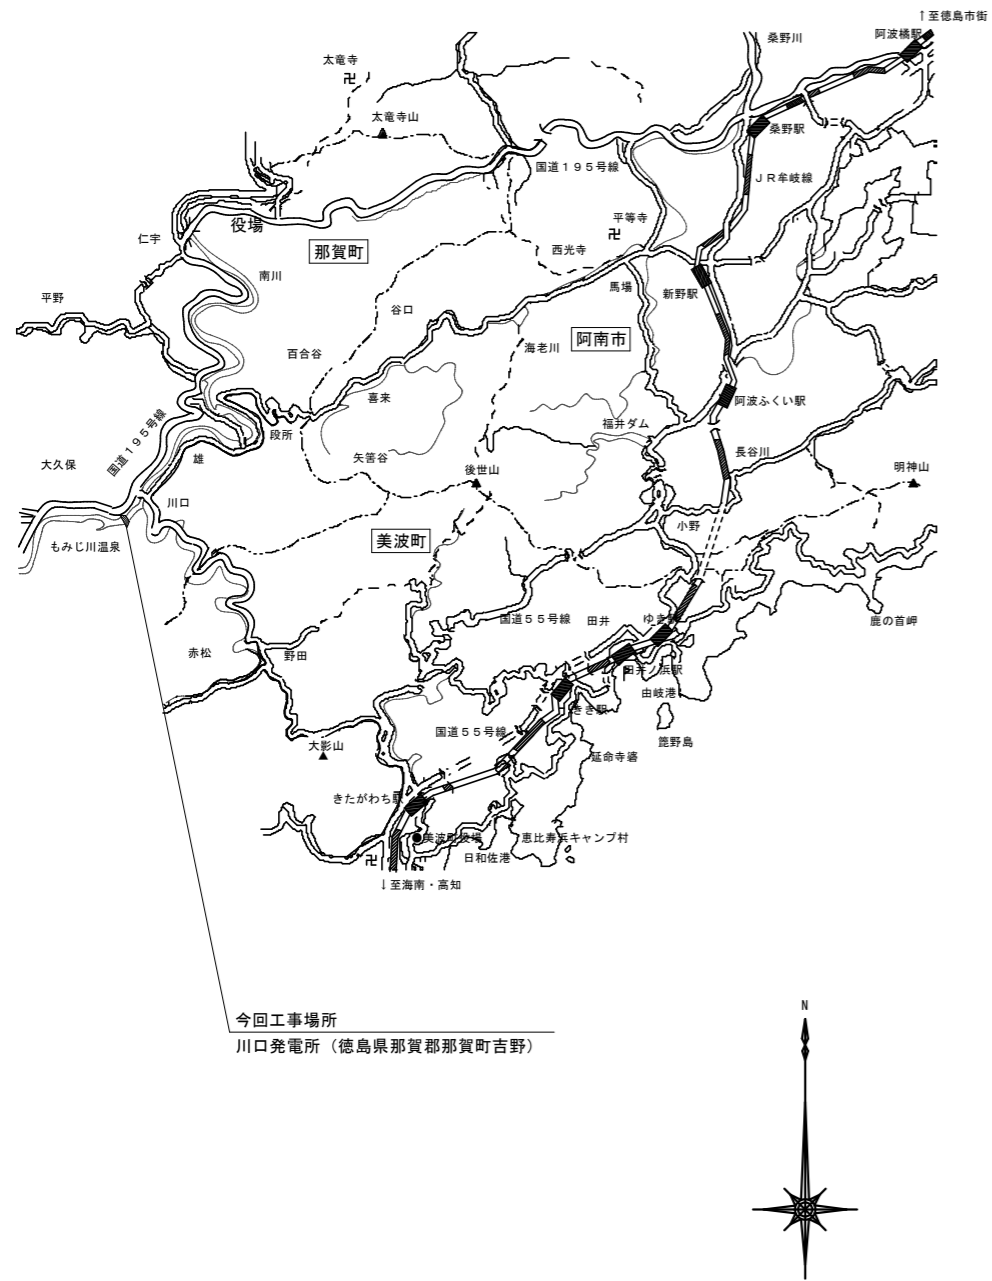 ↑至徳島市街
阿波橘駅
桑野川
太竜寺
太竜寺山
桑野駅
国道195号線
JR牟岐線
平等寺
役場
仁宇
那賀町
西光寺
南川
馬場
新野駅
平野
谷口
阿南市
海老川
百合谷
喜来
阿波ふくい駅
国道195号線
福井ダム
段所
長谷川
大久保
雄
矢筈谷
後世山
明神山
川口
小野
美波町
もみじ川温泉
国道55号線
田井
ゆき駅
鹿の首岬
赤松
野田
田井ノ浜駅
由岐港
きき駅
国道55号線
箆野島
大影山
延命寺礁
きたがわち駅
美波町役場
恵比寿浜キャンプ村
日和佐港
↓至海南・高知
今回工事場所
川口発電所（徳島県那賀郡那賀町吉野）
N